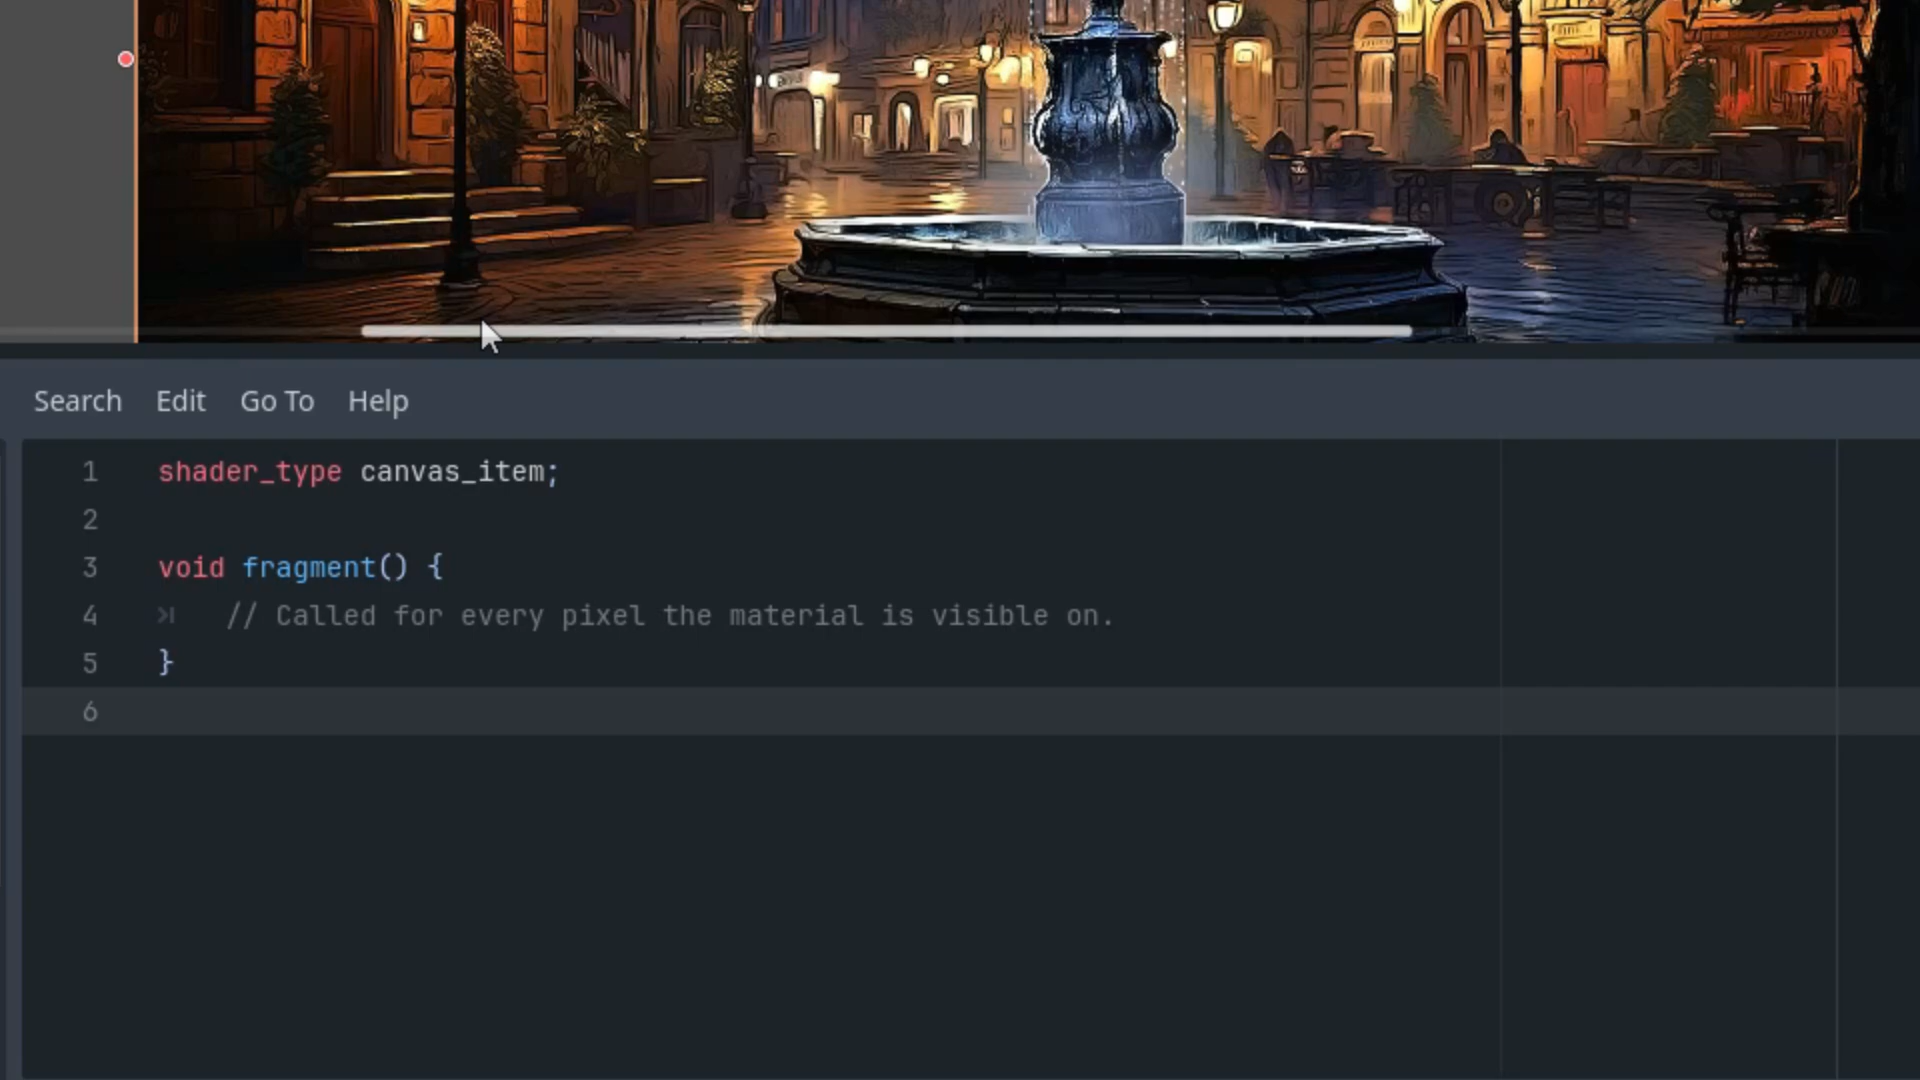 Search Edit Go To Help
1 shader_type canvas_item;
2
3 void fragment() {
4 // Called for every pixel the material is visible on.
5 }
6